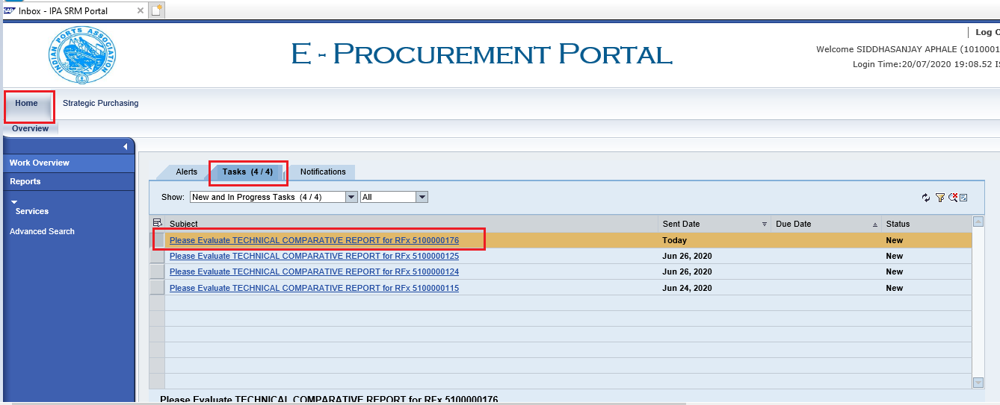 Inbox - IPA SRM Portal
INDIAN PORTS ASSOCIATION
E - PROCUREMENT PORTAL
Log O
Welcome SIDDHASANJAY APHALE (1010001
Login Time:20/07/2020 19:08.52 IS
Home Strategic Purchasing
Overview
Work Overview
Reports
Services
Advanced Search
Alerts Tasks (4 / 4) Notifications
Show: New and In Progress Tasks (4 / 4) All
Subject Sent Date Due Date Status
Please Evaluate TECHNICAL COMPARATIVE REPORT for RFx 5100000176 Today New
Please Evaluate TECHNICAL COMPARATIVE REPORT for RFx 5100000125 Jun 26, 2020 New
Please Evaluate TECHNICAL COMPARATIVE REPORT for RFx 5100000124 Jun 26, 2020 New
Please Evaluate TECHNICAL COMPARATIVE REPORT for RFx 5100000115 Jun 24, 2020 New
Please Evaluate TECHNICAL COMPARATIVE REPORT for RFx 5100000176